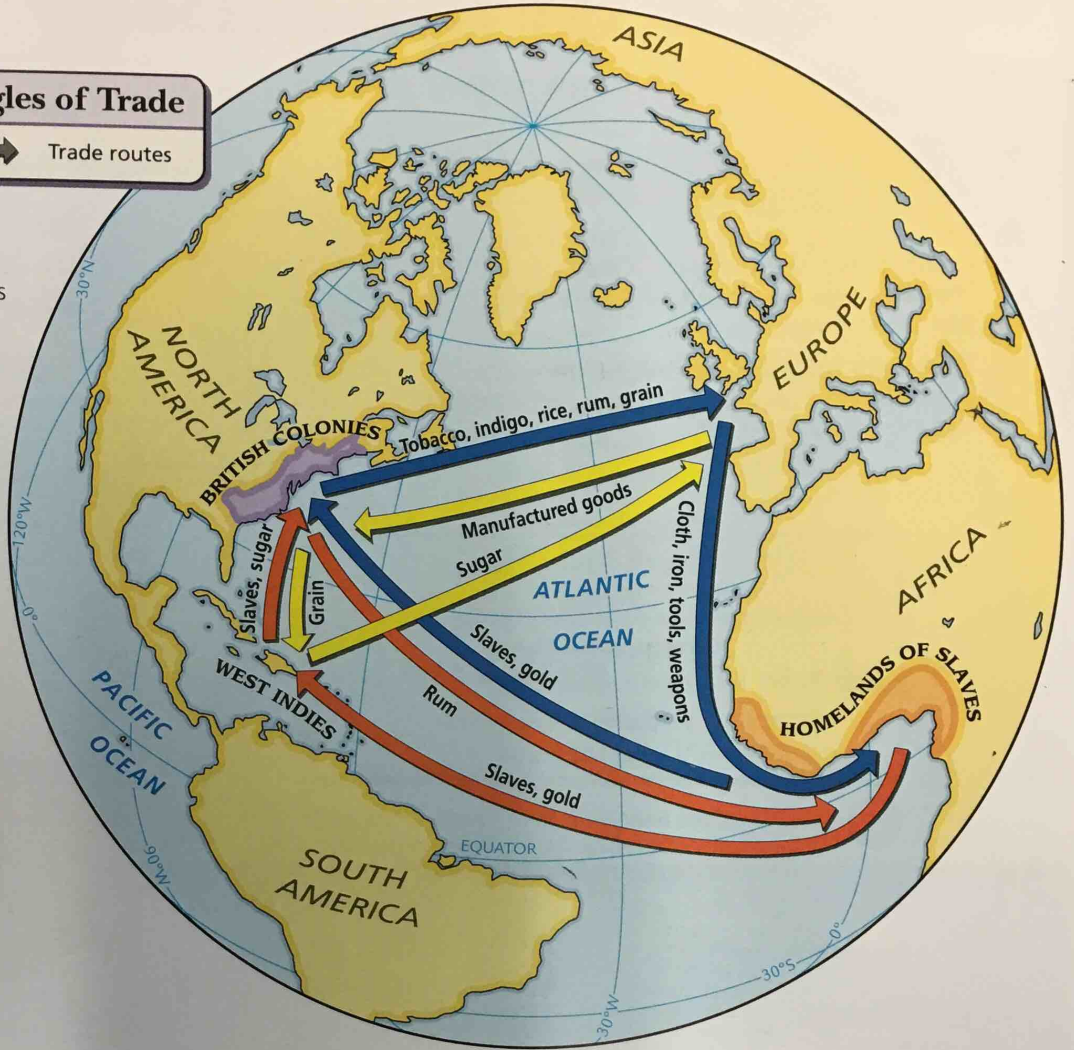 gles of Trade
Trade routes
s
ASIA
30°N
NORTH
AMERICA
EUROPE
BRITISH COLONIES
Tobacco, indigo, rice, rum, grain
Manufactured goods
Sugar
Cloth, iron, tools, weapons
120°W
0°
Slaves, sugar
Grain
ATLANTIC
OCEAN
AFRICA
Slaves, gold
Rum
WEST INDIES
HOMELANDS OF SLAVES
PACIFIC
OCEAN
Slaves, gold
EQUATOR
SOUTH
AMERICA
90°W
30°W
30°S
0°